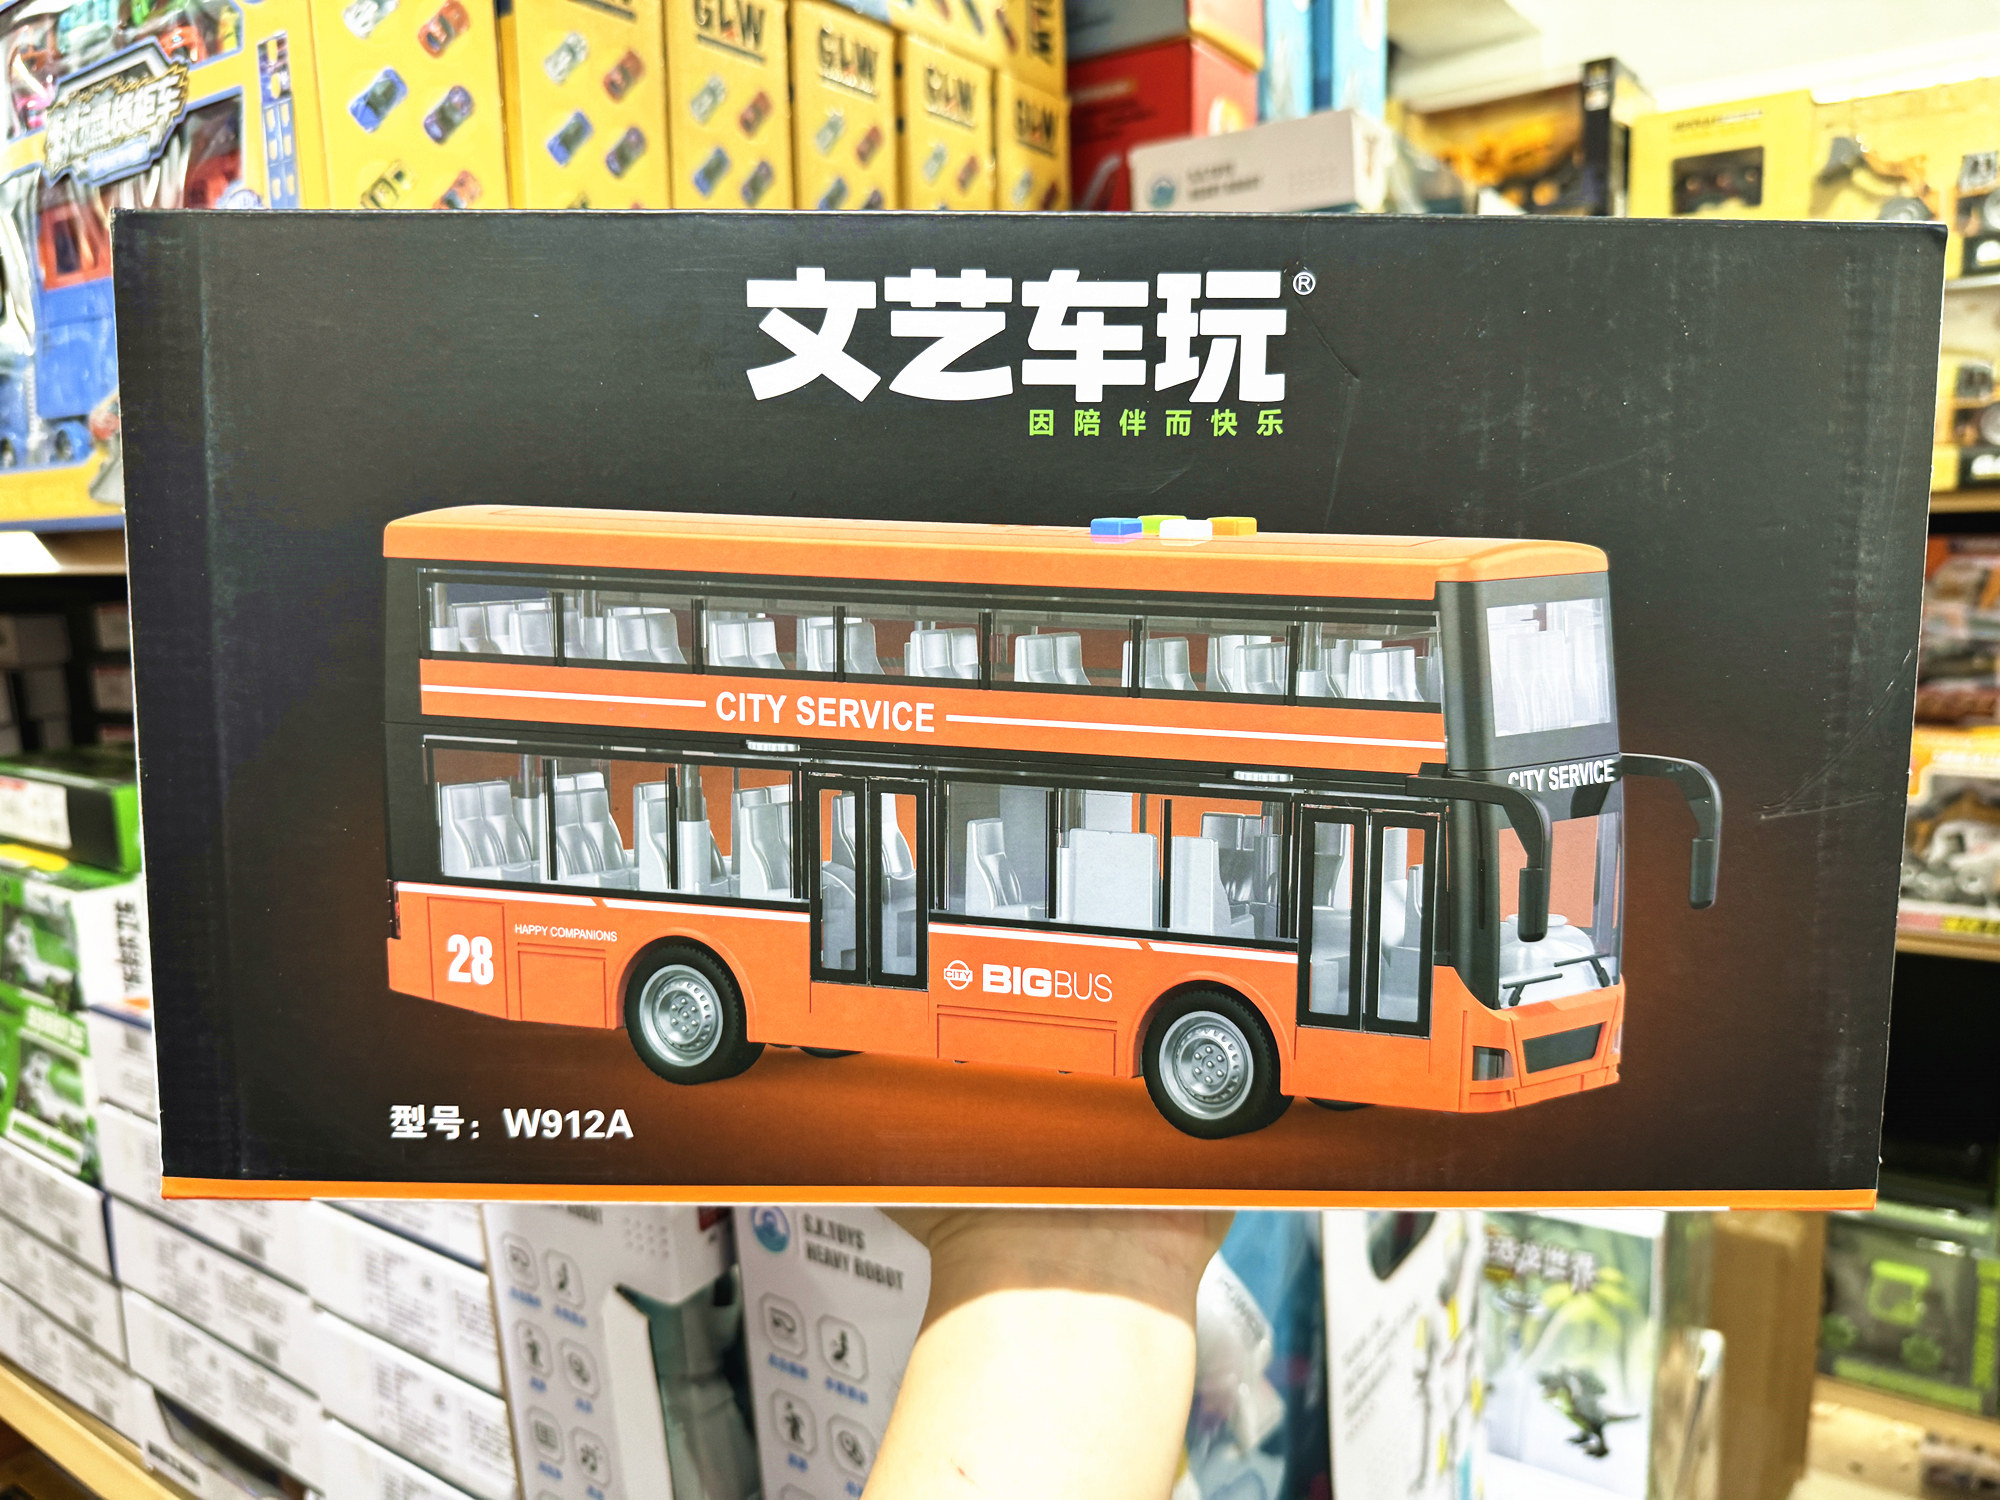 GLW
GLW
GLW
GLW
文艺车玩®
因陪伴而快乐
CITY SERVICE
CITY SERVICE
28
HAPPY COMPANIONS
CITY
BIGBUS
型号：W912A
S.X.TOYS
HEAVY ROBOT